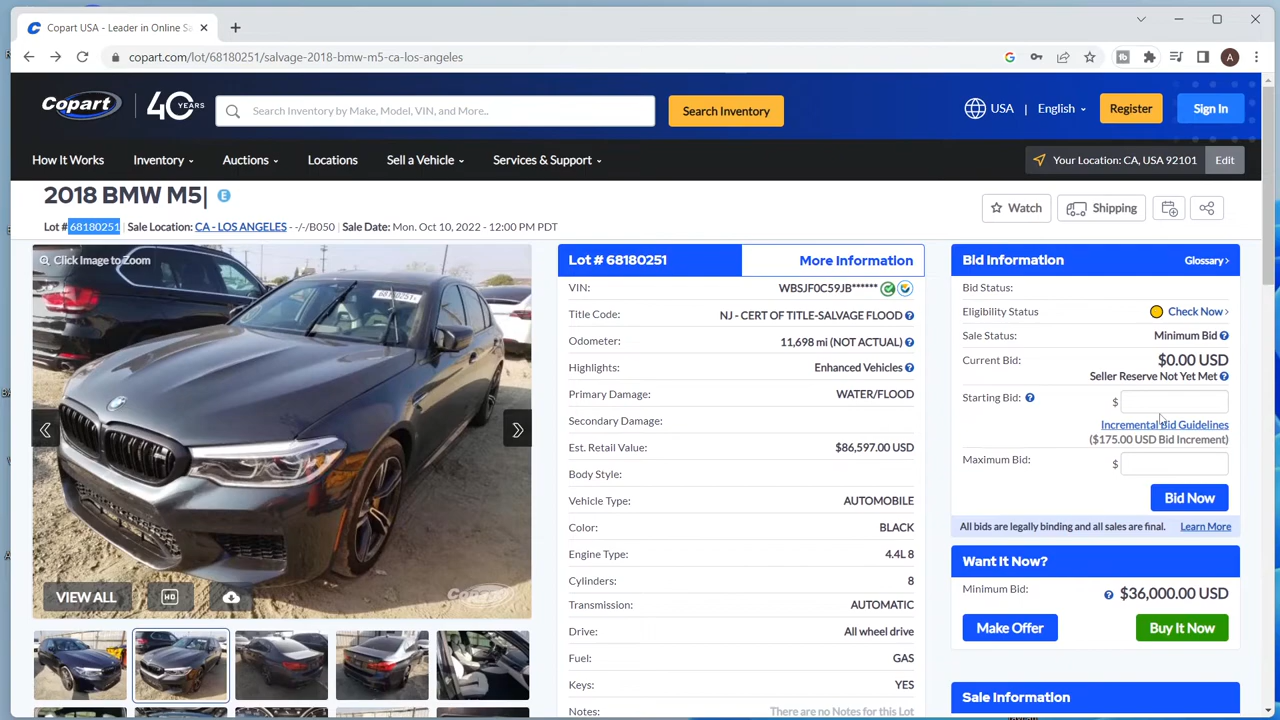 Copart USA - Leader in Online Sa
copart.com/lot/68180251/salvage-2018-bmw-m5-ca-los-angeles
A
Copart
40 YEARS
Search Inventory by Make, Model, VIN, and More..
Search Inventory
USA | English
Register
Sign In
How It Works
Inventory
Auctions
Locations
Sell a Vehicle
Services & Support
Your Location: CA, USA 92101
Edit
2018 BMW M5| E
Lot # 68180251 | Sale Location: CA - LOS ANGELES - -/-/B050 | Sale Date: Mon. Oct 10, 2022 - 12:00 PM PDT
Watch
Shipping
Click Image to Zoom
68180251
Copart
VIEW ALL
HD
Lot # 68180251
More Information
VIN: WBSJF0C59JB******
Title Code: NJ - CERT OF TITLE-SALVAGE FLOOD
Odometer: 11,698 mi (NOT ACTUAL)
Highlights: Enhanced Vehicles
Primary Damage: WATER/FLOOD
Secondary Damage:
Est. Retail Value: $86,597.00 USD
Body Style:
Vehicle Type: AUTOMOBILE
Color: BLACK
Engine Type: 4.4L 8
Cylinders: 8
Transmission: AUTOMATIC
Drive: All wheel drive
Fuel: GAS
Keys: YES
Notes: There are no Notes for this Lot
Bid Information
Glossary
Bid Status:
Eligibility Status Check Now
Sale Status: Minimum Bid
Current Bid: $0.00 USD
Seller Reserve Not Yet Met
Starting Bid: $
Incremental Bid Guidelines
($175.00 USD Bid Increment)
Maximum Bid: $
Bid Now
All bids are legally binding and all sales are final. Learn More
Want It Now?
Minimum Bid: $36,000.00 USD
Make Offer
Buy It Now
Sale Information